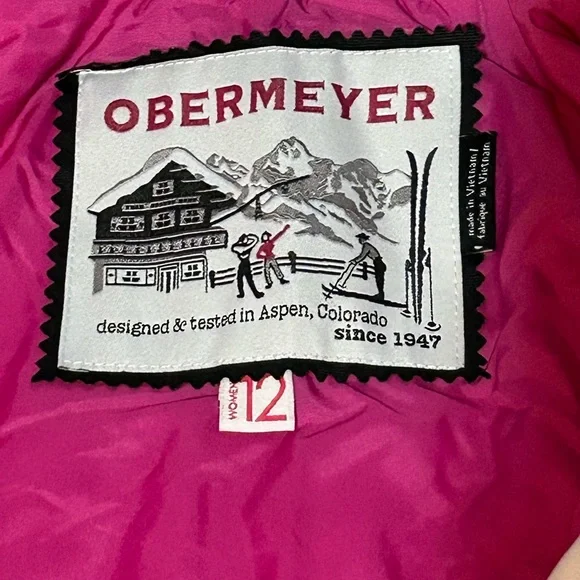 OBERMEYER
made in Vietnam/
fabriqué au Vietnam
designed & tested in Aspen, Colorado
since 1947
WOMEN
12